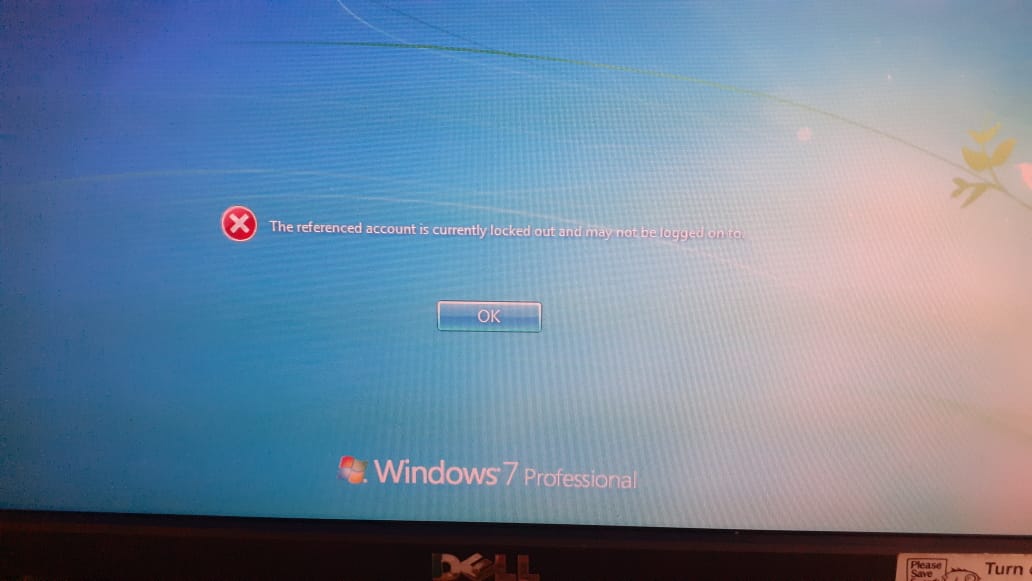 The referenced account is currently locked out and may not be logged on to.
OK
Windows 7 Professional
DELL
Please
Save
Turn